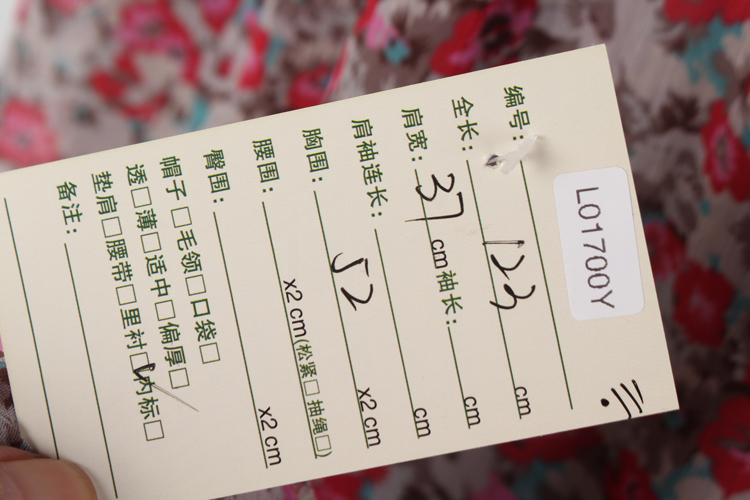 L01700Y
编号:
全长: 123 cm
肩宽: 37 cm 袖长: cm
肩袖连长: cm
胸围: 52 x2 cm
腰围: x2 cm(松紧□ 抽绳□)
臀围: x2 cm
帽子□毛领□口袋□
透□薄□适中□偏厚□
垫肩□腰带□里衬☑内标□
备注: